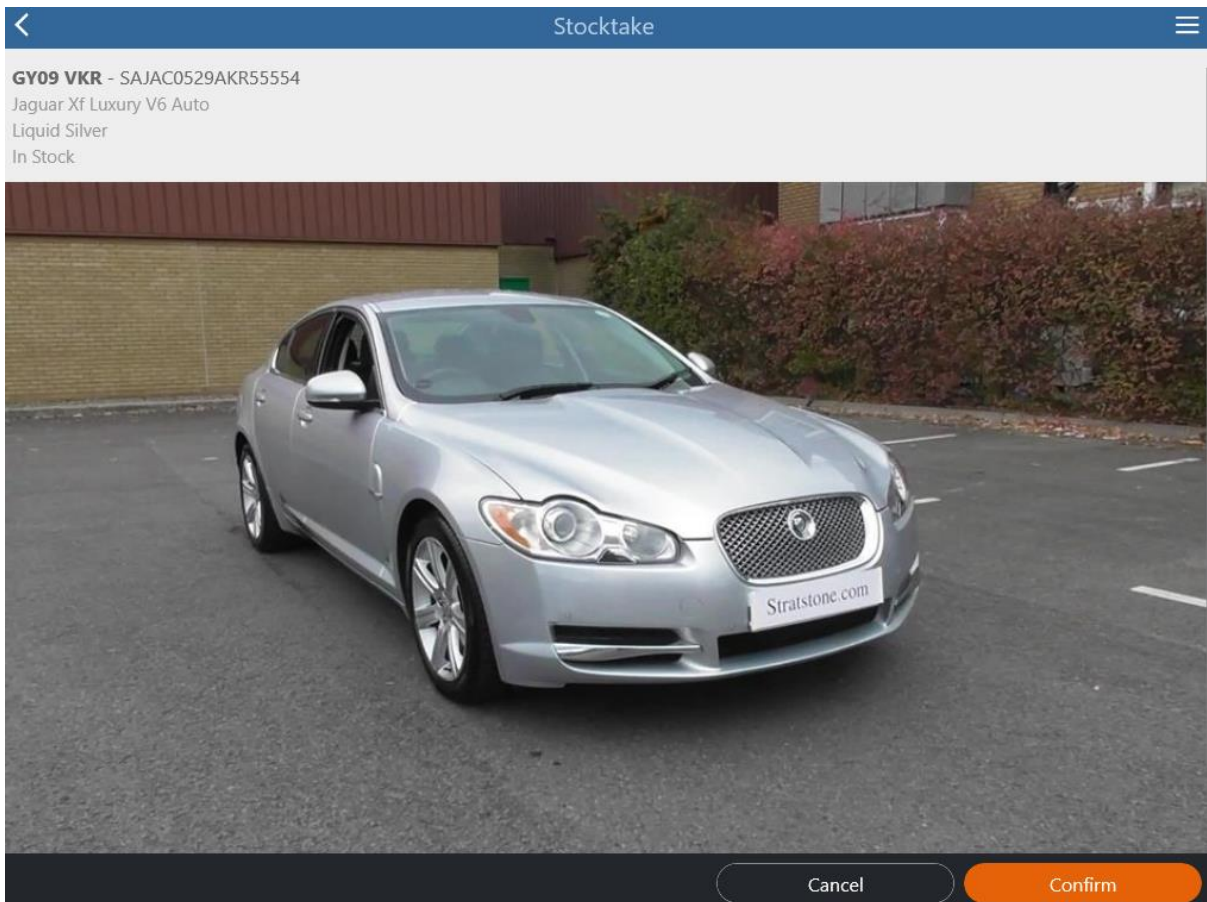 Stocktake
GY09 VKR - SAJAC0529AKR55554
Jaguar Xf Luxury V6 Auto
Liquid Silver
In Stock
Stratstone.com
Cancel
Confirm